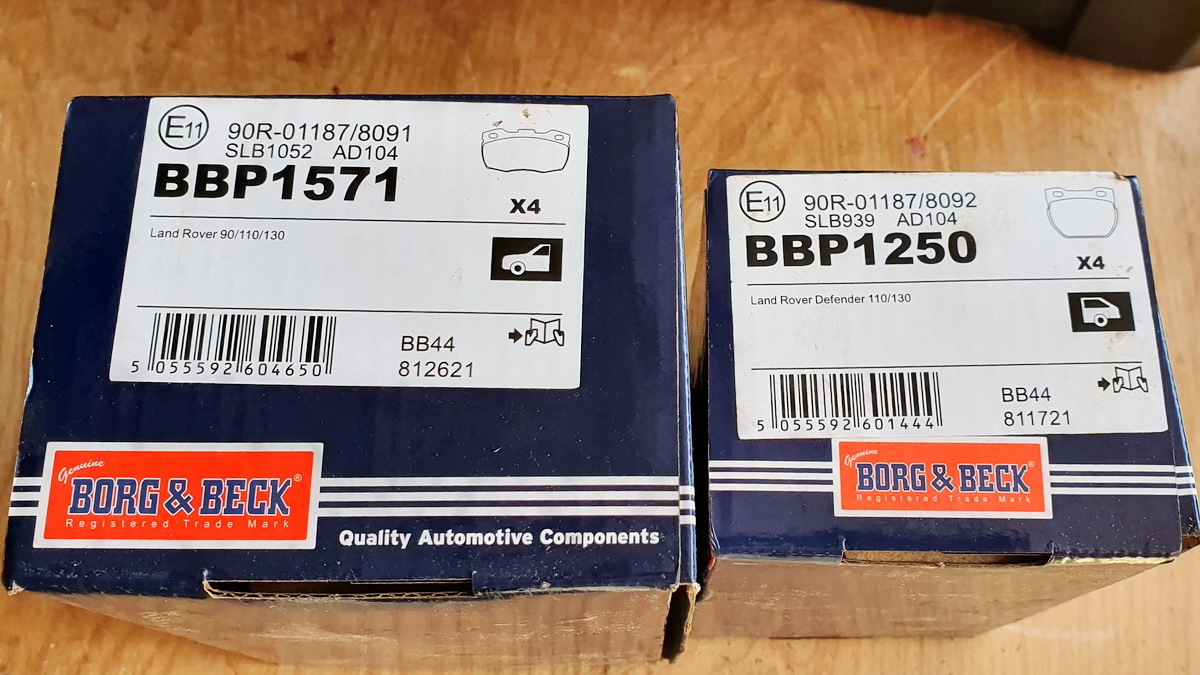 E11
90R-01187/8091
SLB1052 AD104
BBP1571
X4
Land Rover 90/110/130
5 055592 604650
BB44
812621
Genuine
BORG & BECK®
Registered Trade Mark
Quality Automotive Components
E11
90R-01187/8092
SLB939 AD104
BBP1250
X4
Land Rover Defender 110/130
5 055592 601444
BB44
811721
Genuine
BORG & BECK®
Registered Trade Mark